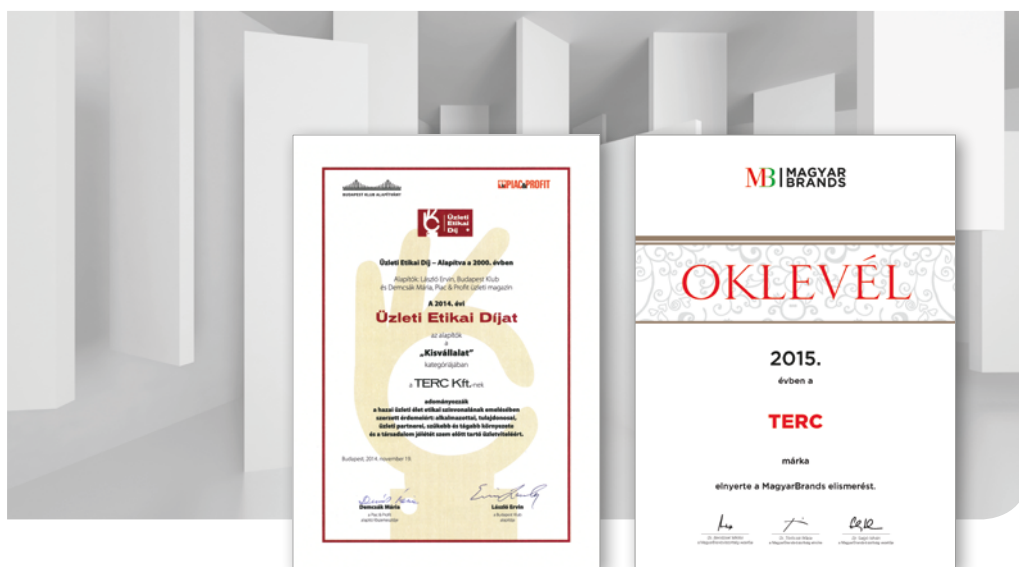 BUDAPEST KLUB ALAPÍTVÁNY
PIAC&PROFIT
Üzleti
Etikai
Díj
Üzleti Etikai Díj – Alapítva a 2000. évben
Alapítók: László Ervin, Budapest Klub
és Demcsák Mária, Piac & Profit üzleti magazin
A 2014. évi
Üzleti Etikai Díjat
az alapítók
a
„Kisvállalat”
kategóriájában
a TERC Kft.-nek
adományozzák
a hazai üzleti élet etikai színvonalának emelésében
szerzett érdemeiért: alkalmazottai, tulajdonosai,
üzleti partnerei, szűkebb és tágabb környezete
és a társadalom jólétét szem előtt tartó üzletviteléért.
Budapest, 2014. november 19.
Demcsák Mária
a Piac & Profit
László Ervin
a Budapest Klub
MB MAGYAR
BRANDS
OKLEVÉL
2015.
évben a
TERC
márka
elnyerte a MagyarBrands elismerést.